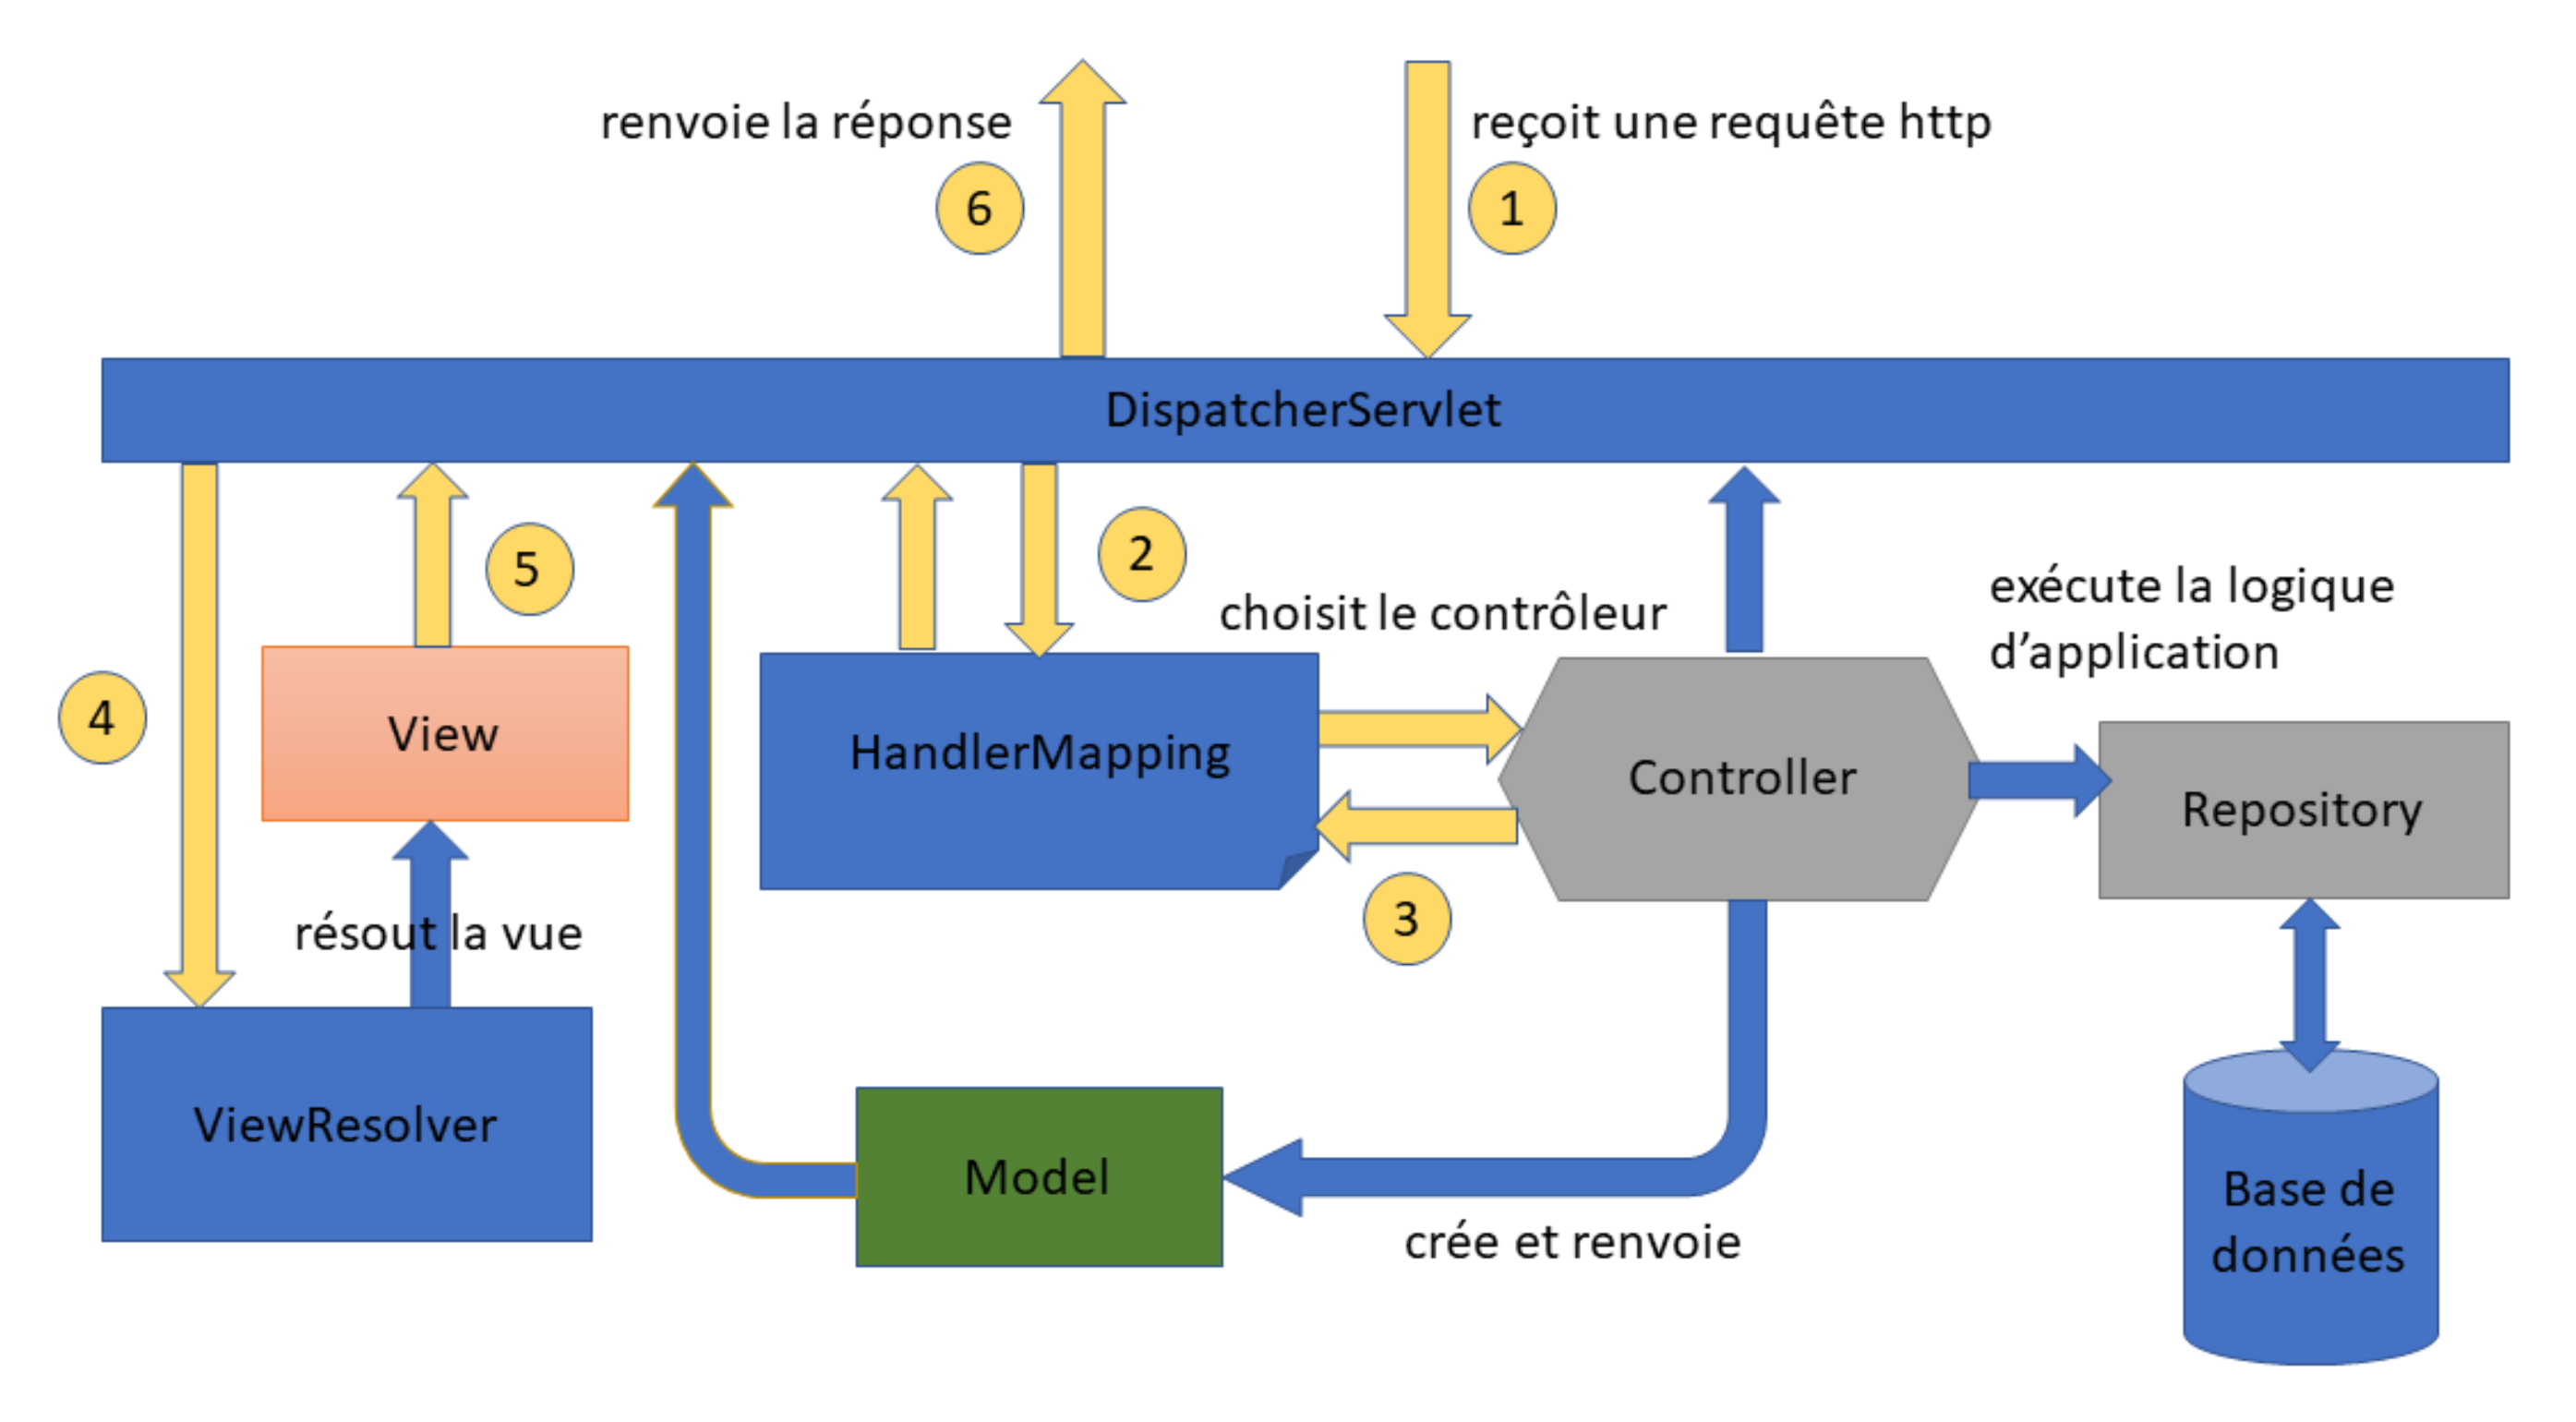 renvoie la réponse
reçoit une requête http
6
1
DispatcherServlet
5
2
choisit le contrôleur
exécute la logique
d’application
4
View
HandlerMapping
Controller
Repository
3
résout la vue
ViewResolver
Model
crée et renvoie
Base de
données